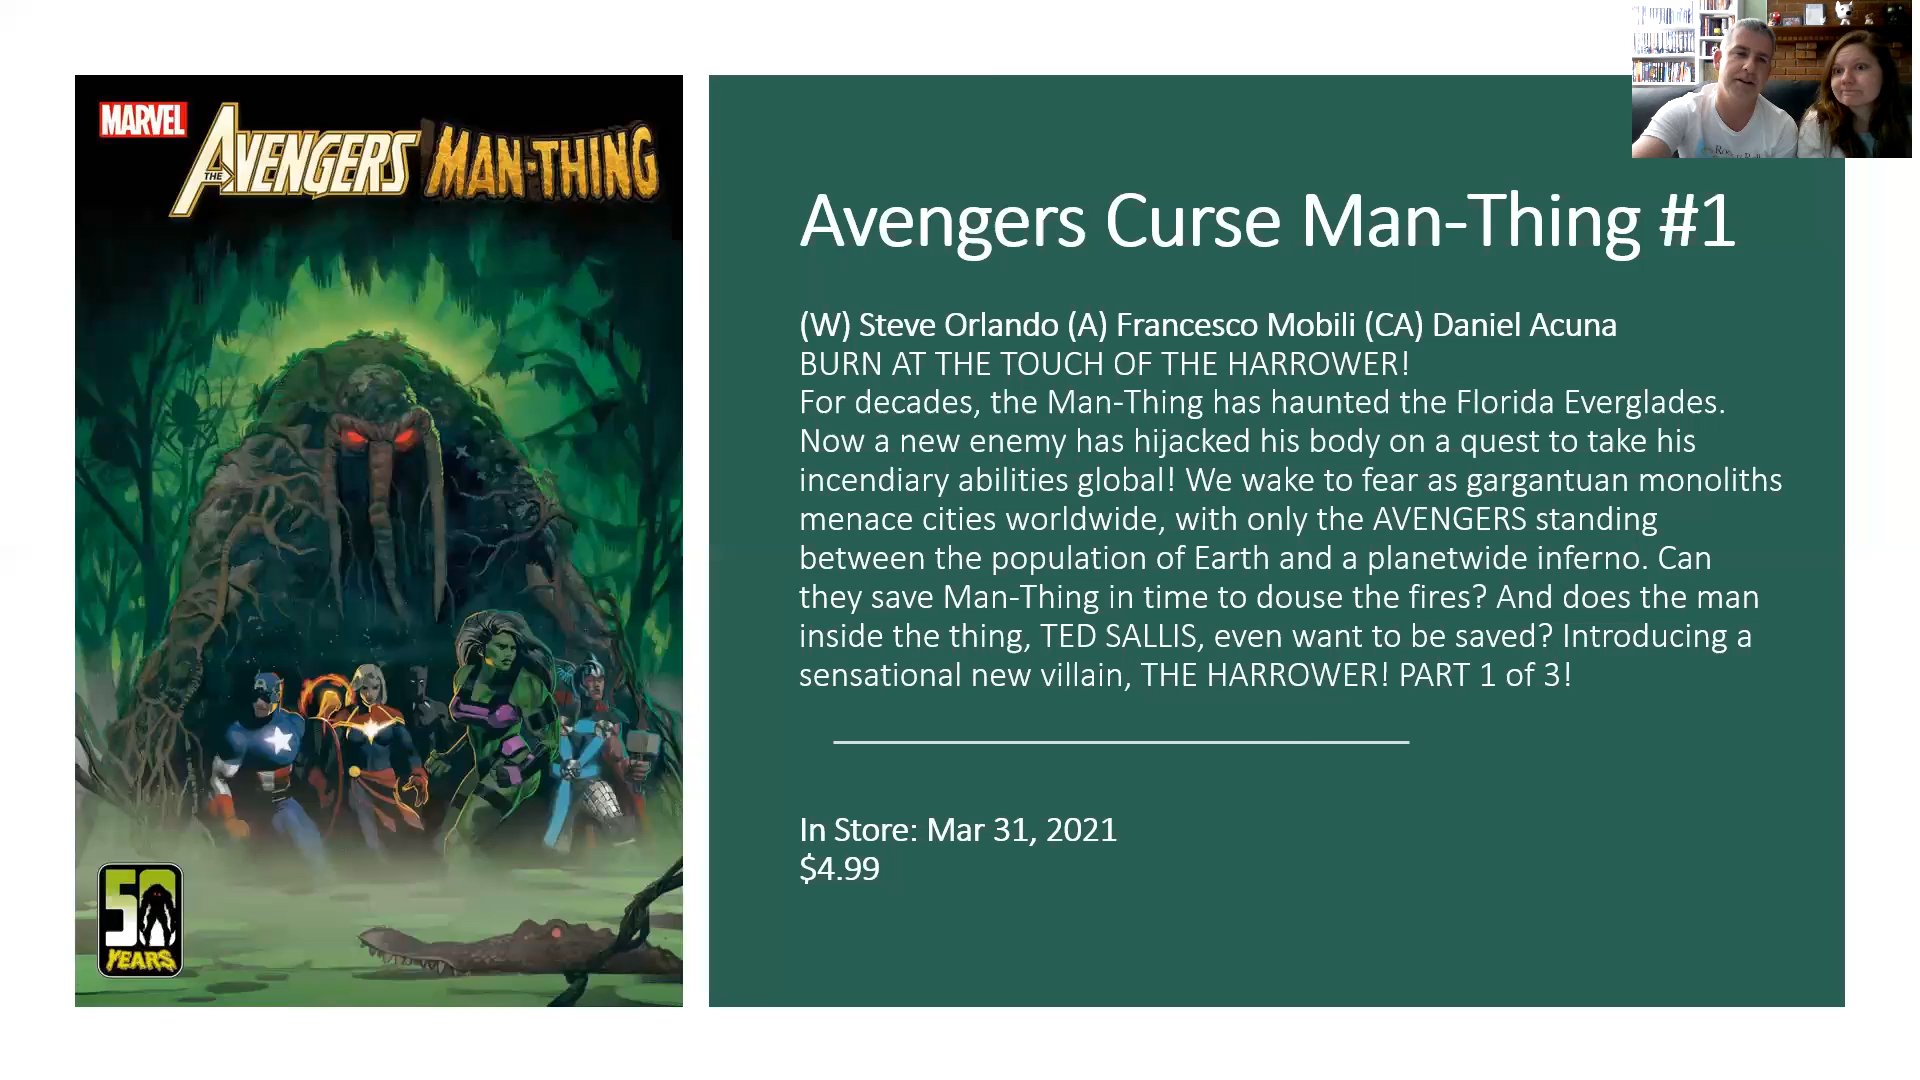 MARVEL
THE AVENGERS MAN-THING
50
YEARS
Avengers Curse Man-Thing #1
(W) Steve Orlando (A) Francesco Mobili (CA) Daniel Acuna
BURN AT THE TOUCH OF THE HARROWER!
For decades, the Man-Thing has haunted the Florida Everglades.
Now a new enemy has hijacked his body on a quest to take his
incendiary abilities global! We wake to fear as gargantuan monoliths
menace cities worldwide, with only the AVENGERS standing
between the population of Earth and a planetwide inferno. Can
they save Man-Thing in time to douse the fires? And does the man
inside the thing, TED SALLIS, even want to be saved? Introducing a
sensational new villain, THE HARROWER! PART 1 of 3!
In Store: Mar 31, 2021
$4.99